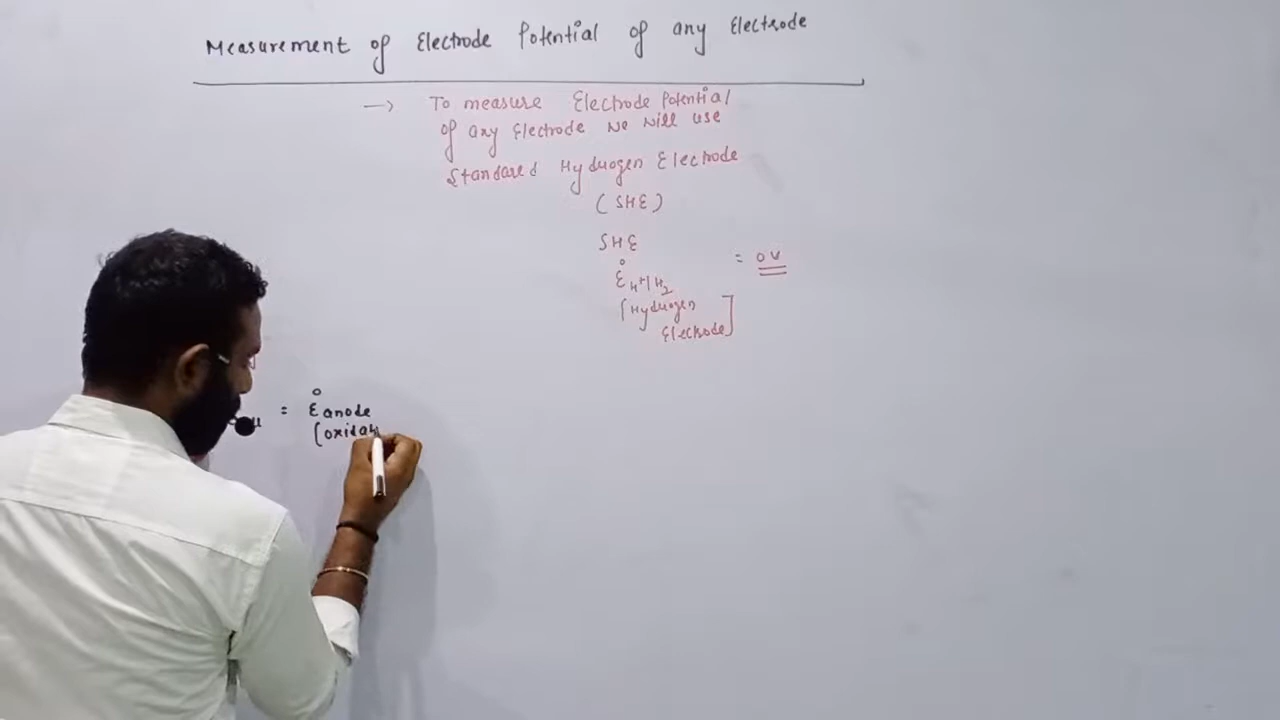 Measurement of Electrode Potential of any Electrode
→ To measure Electrode Potential
of any Electrode we will use
Standard Hydrogen Electrode
(SHE)
SHE
E° H+/H2 = 0 V
[Hydrogen
Electrode]
= E° anode
[oxidat